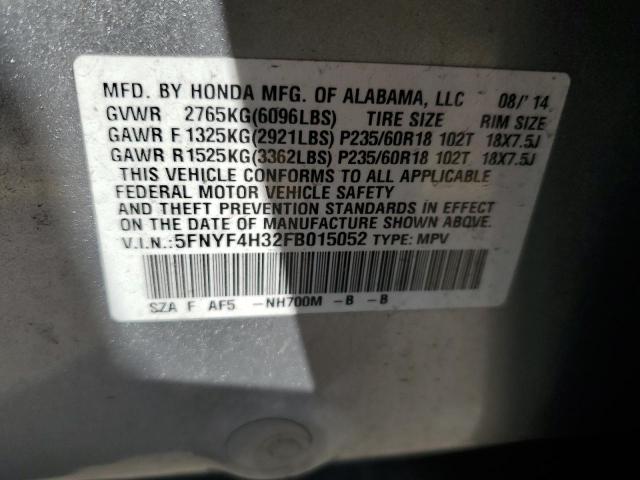 MFD. BY HONDA MFG. OF ALABAMA, LLC 08/'14
GVWR 2765KG(6096LBS) TIRE SIZE RIM SIZE
GAWR F 1325KG(2921LBS) P235/60R18 102T 18X7.5J
GAWR R 1525KG(3362LBS) P235/60R18 102T 18X7.5J
THIS VEHICLE CONFORMS TO ALL APPLICABLE
FEDERAL MOTOR VEHICLE SAFETY
AND THEFT PREVENTION STANDARDS IN EFFECT
ON THE DATE OF MANUFACTURE SHOWN ABOVE.
V.I.N.:5FNYF4H32FB015052 TYPE: MPV
SZA F AF5 -NH700M -B -B